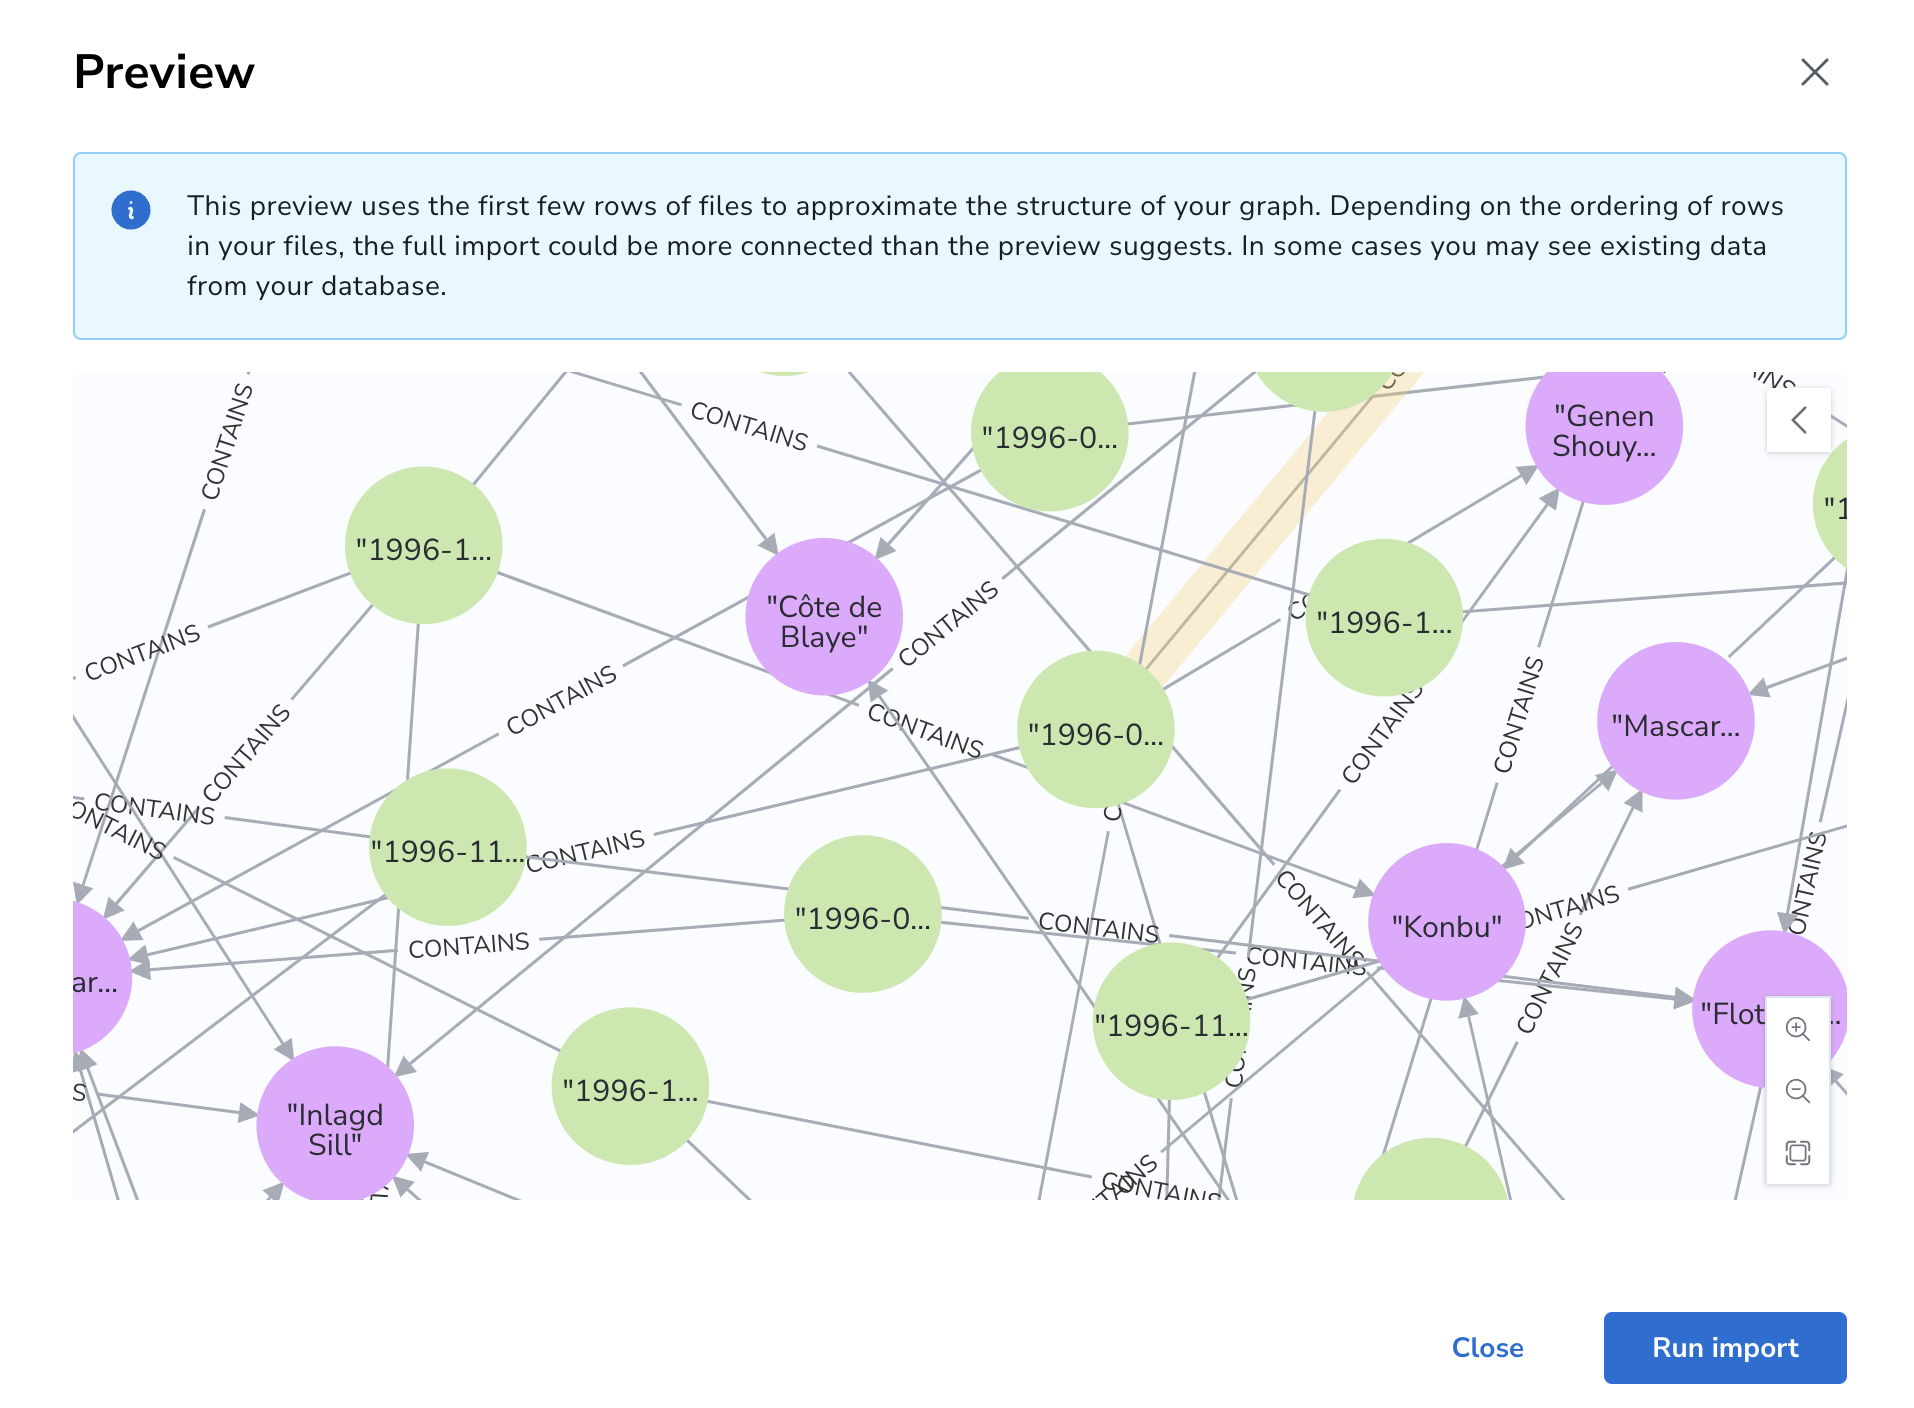 Preview
This preview uses the first few rows of files to approximate the structure of your graph. Depending on the ordering of rows
in your files, the full import could be more connected than the preview suggests. In some cases you may see existing data
from your database.
CONTAINS
CONTAINS
"1996-0...
"Genen
Shouy...
"1996-1...
"Côte de
Blaye"
CONTAINS
"1996-1...
CONTAINS
CONTAINS
CONTAINS
CONTAINS
CONTAINS
"1996-0...
CONTAINS
CONTAINS
"Mascar...
CONTAINS
"1996-11...
CONTAINS
"1996-0...
CONTAINS
CONTAINS
CONTAINS
CONTAINS
"Konbu"
CONTAINS
ar...
"1996-11...
"1996-1...
"Inlagd
Sill"
Close
Run import